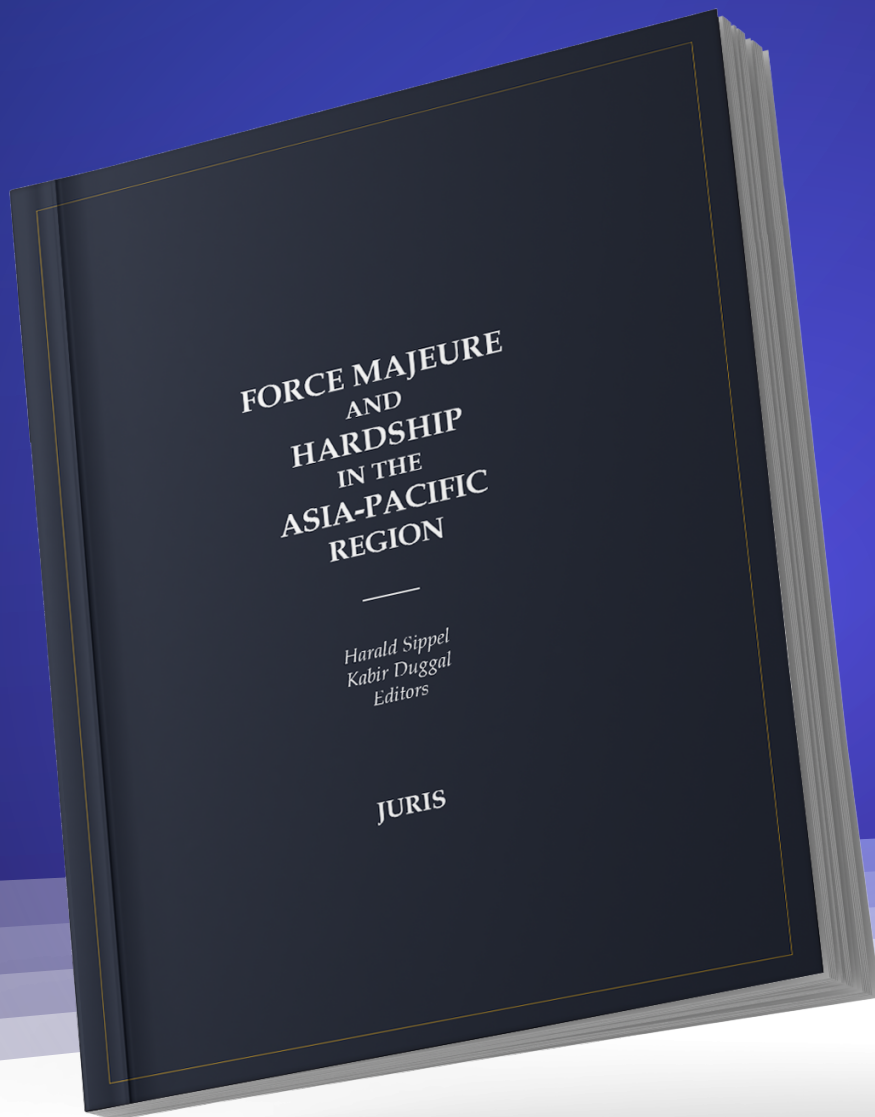 FORCE MAJEURE
AND
HARDSHIP
IN THE
ASIA-PACIFIC
REGION
Harald Sippel
Kabir Duggal
Editors
JURIS